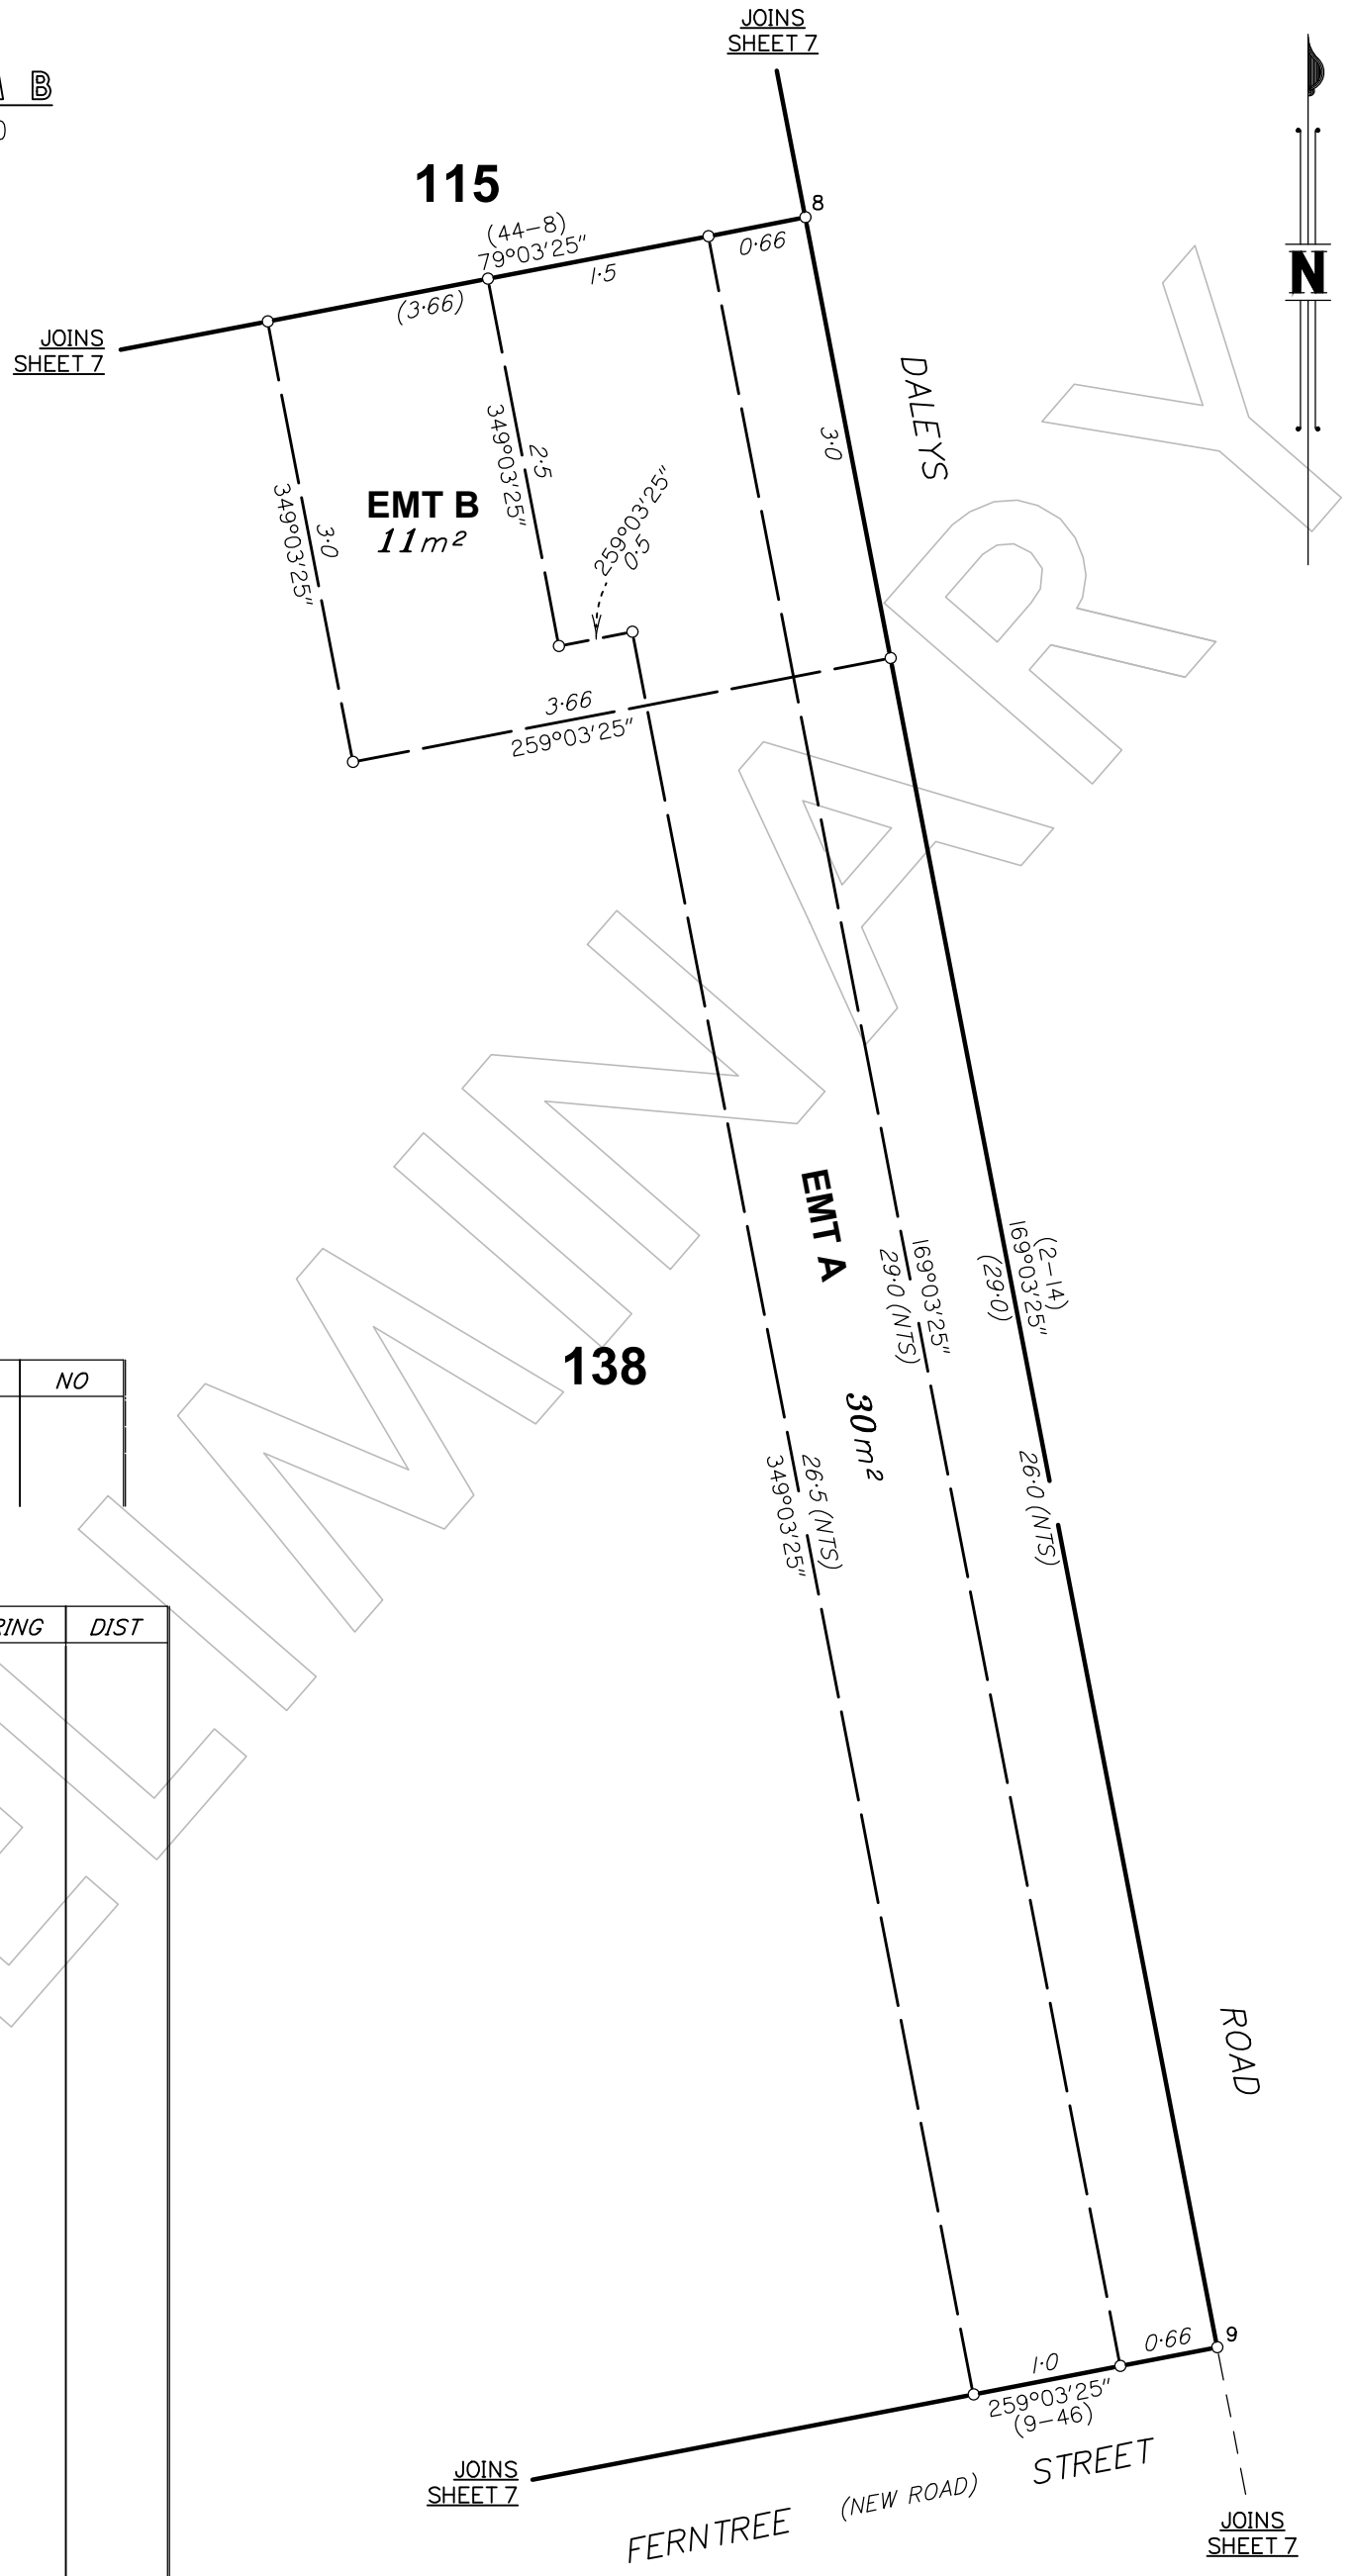 JOINS
SHEET 7
B
115
8
(44-8)
79°03'25"
0·66
1·5
(3·66)
JOINS
SHEET 7
N
DALEYS
3·0
349°03'25"
2·5
259°03'25"
0·5
EMT B
11m²
349°03'25"
3·0
3·66
259°03'25"
EMT A
(2-14)
169°03'25"
(29·0)
169°03'25"
29·0 (NTS)
138
NO
30m²
26·0 (NTS)
26·5 (NTS)
349°03'25"
RING
DIST
ROAD
9
0·66
1·0
259°03'25"
(9-46)
JOINS
SHEET 7
FERNTREE (NEW ROAD) STREET
JOINS
SHEET 7
ELIMINARY